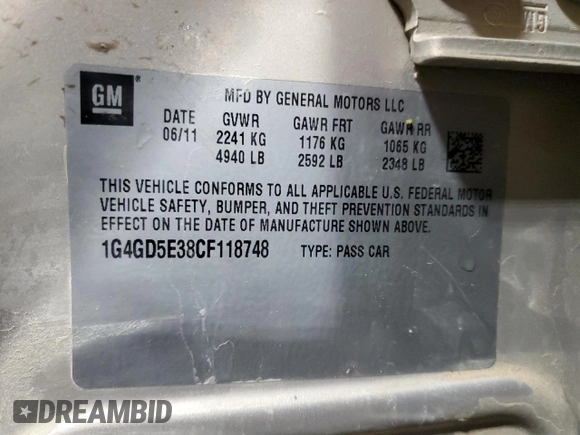 GM ®
MFD BY GENERAL MOTORS LLC
DATE GVWR GAWR FRT GAWR RR
06/11 2241 KG 1176 KG 1065 KG
4940 LB 2592 LB 2348 LB
THIS VEHICLE CONFORMS TO ALL APPLICABLE U.S. FEDERAL MOTOR
VEHICLE SAFETY, BUMPER, AND THEFT PREVENTION STANDARDS IN
EFFECT ON THE DATE OF MANUFACTURE SHOWN ABOVE.
1G4GD5E38CF118748 TYPE: PASS CAR
DREAMBID